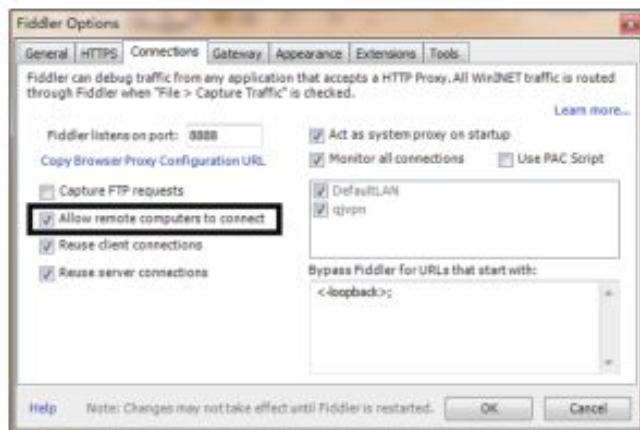 Fiddler Options
General HTTPS Connections Gateway Appearance Extensions Tools
Fiddler can debug traffic from any application that accepts a HTTP Proxy. All WinINET traffic is routed
through Fiddler when "File > Capture Traffic" is checked.
Learn more...
Fiddler listens on port: 8888
Copy Browser Proxy Configuration URL
Capture FTP requests
Allow remote computers to connect
Reuse client connections
Reuse server connections
Act as system proxy on startup
Monitor all connections Use PAC Script
DefaultLAN
qjvpn
Bypass Fiddler for URLs that start with:
<-loopback>;
Help Note: Changes may not take effect until Fiddler is restarted. OK Cancel